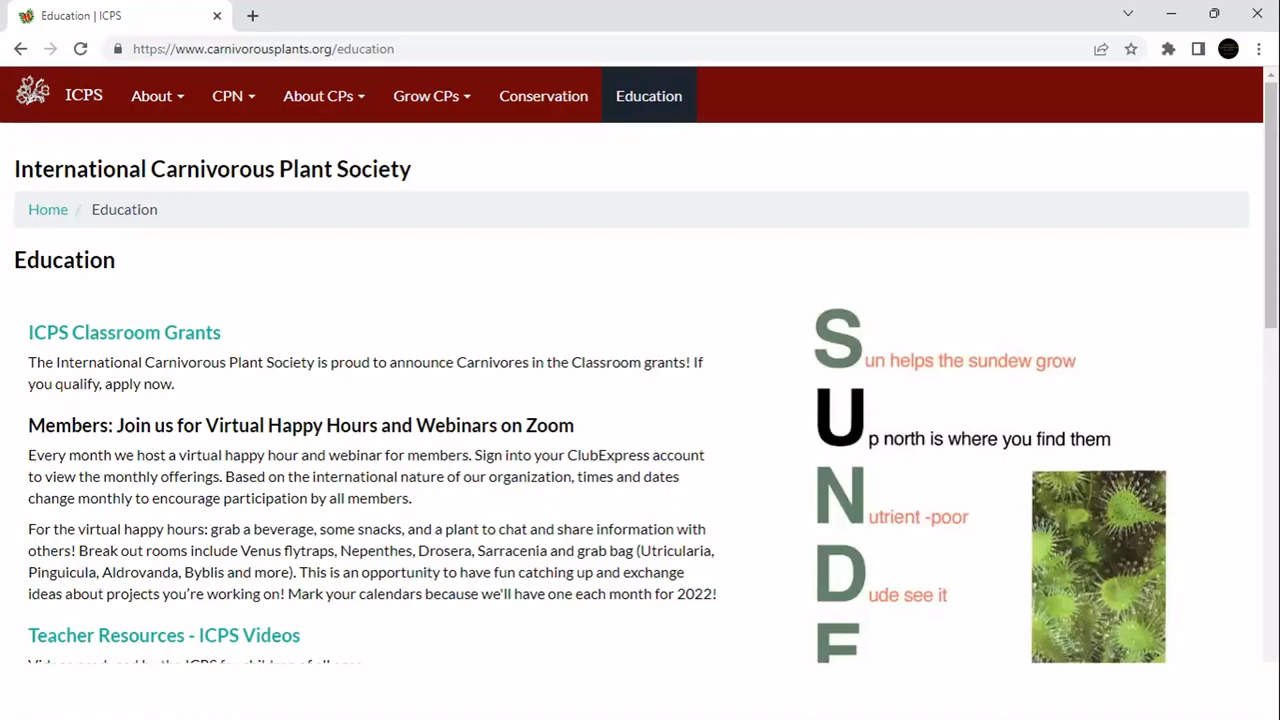 Education | ICPS
https://www.carnivorousplants.org/education
ICPS About CPN About CPs Grow CPs Conservation Education
International Carnivorous Plant Society
Home / Education
Education
ICPS Classroom Grants
The International Carnivorous Plant Society is proud to announce Carnivores in the Classroom grants! If
you qualify, apply now.
Members: Join us for Virtual Happy Hours and Webinars on Zoom
Every month we host a virtual happy hour and webinar for members. Sign into your ClubExpress account
to view the monthly offerings. Based on the international nature of our organization, times and dates
change monthly to encourage participation by all members.
For the virtual happy hours: grab a beverage, some snacks, and a plant to chat and share information with
others! Break out rooms include Venus flytraps, Nepenthes, Drosera, Sarracenia and grab bag (Utricularia,
Pinguicula, Aldrovanda, Byblis and more). This is an opportunity to have fun catching up and exchange
ideas about projects you’re working on! Mark your calendars because we'll have one each month for 2022!
Teacher Resources - ICPS Videos
Sun helps the sundew grow
Up north is where you find them
Nutrient -poor
Dude see it